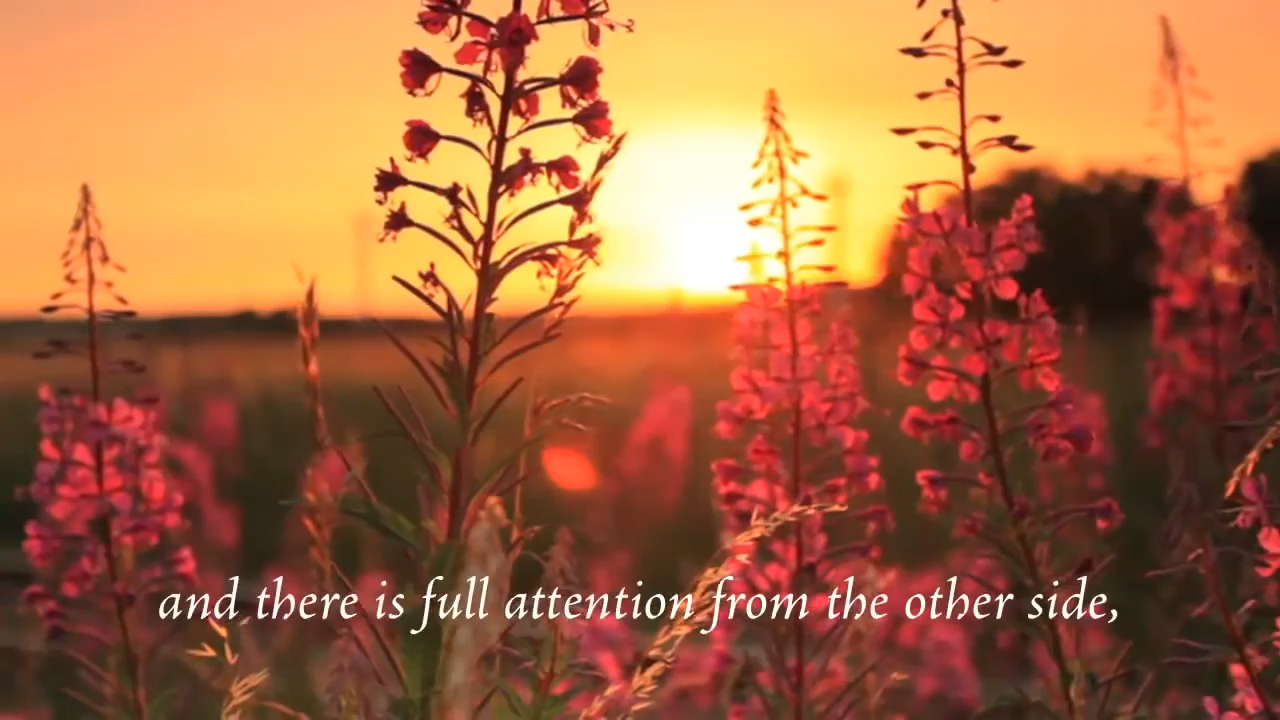 and there is full attention from the other side,